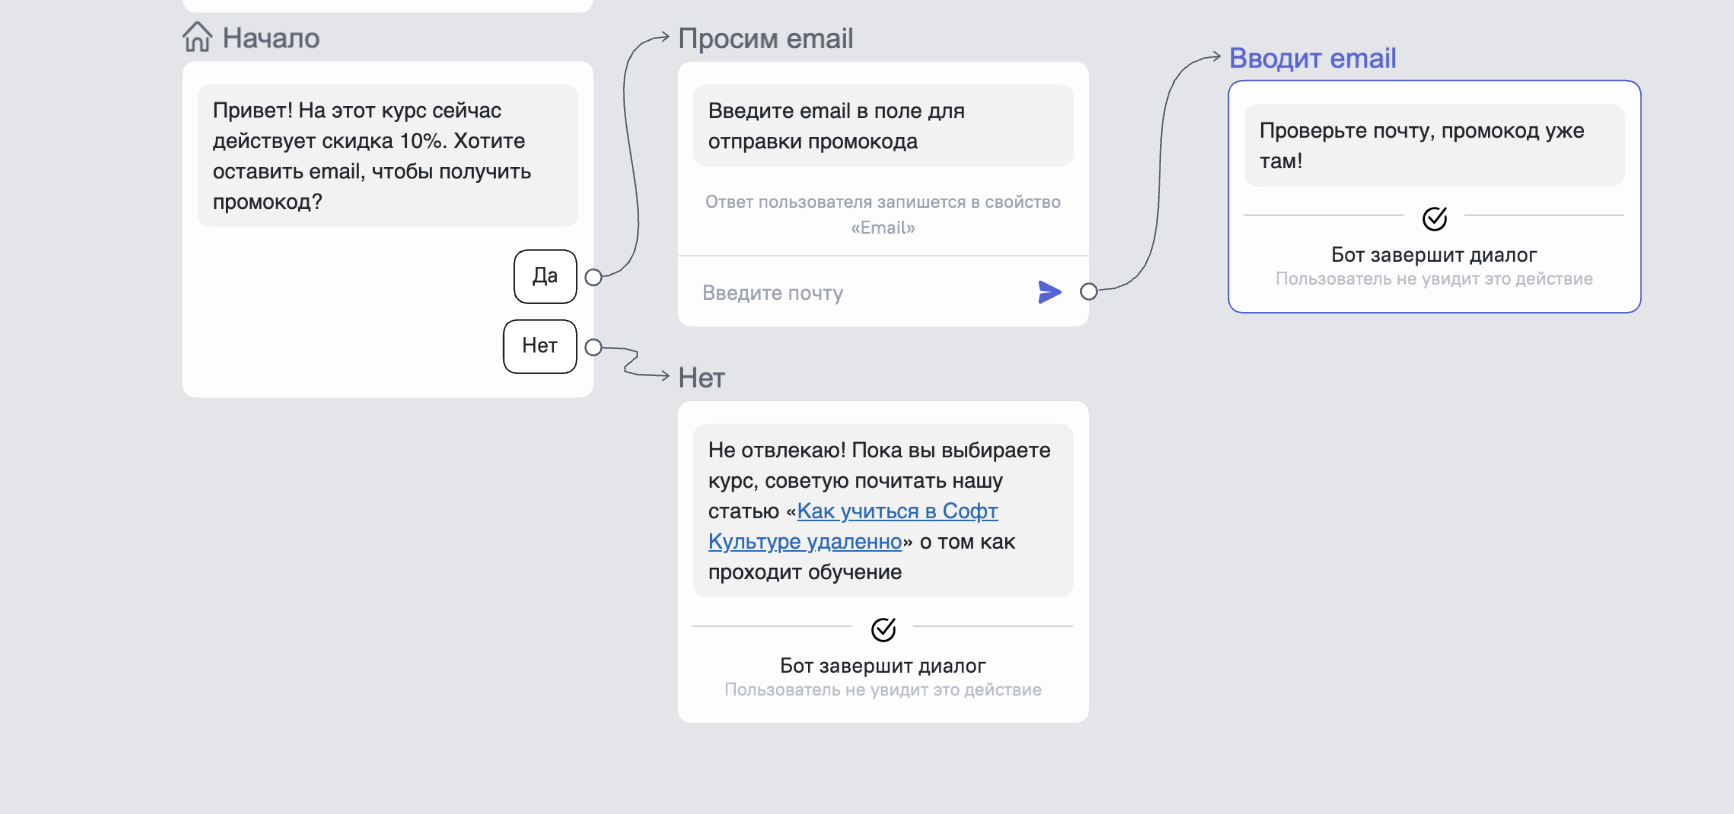 Начало
Привет! На этот курс сейчас
действует скидка 10%. Хотите
оставить email, чтобы получить
промокод?
Да
Нет
Просим email
Введите email в поле для
отправки промокода
Ответ пользователя запишется в свойство
«Email»
Введите почту
Вводит email
Проверьте почту, промокод уже
там!
Бот завершит диалог
Пользователь не увидит это действие
Нет
Не отвлекаю! Пока вы выбираете
курс, советую почитать нашу
статью «Как учиться в Софт
Культуре удаленно» о том как
проходит обучение
Бот завершит диалог
Пользователь не увидит это действие